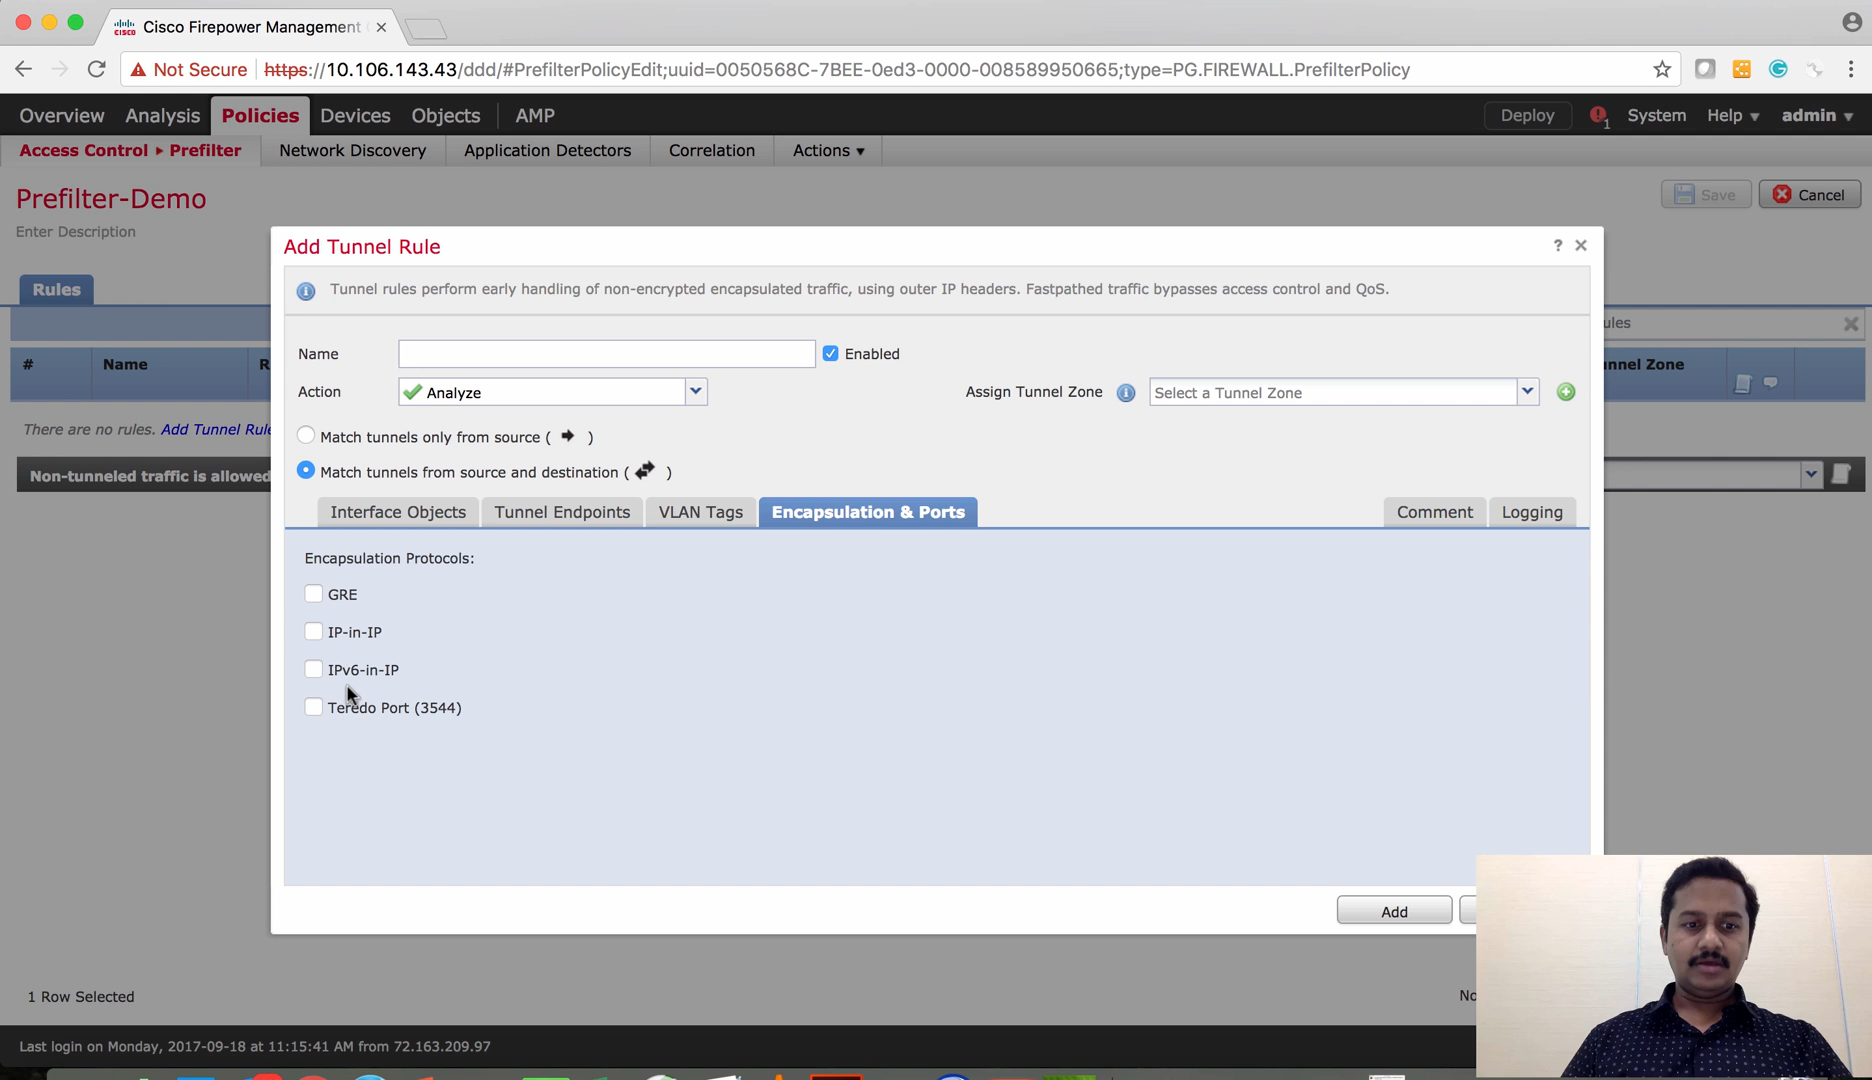 Cisco Firepower Management
Not Secure https://10.106.143.43/ddd/#PrefilterPolicyEdit;uuid=0050568C-7BEE-0ed3-0000-008589950665;type=PG.FIREWALL.PrefilterPolicy
Overview Analysis Policies Devices Objects AMP Deploy 1 System Help admin
Access Control ▸ Prefilter Network Discovery Application Detectors Correlation Actions
Prefilter-Demo Save Cancel
Enter Description
Add Tunnel Rule
Rules Tunnel rules perform early handling of non-encrypted encapsulated traffic, using outer IP headers. Fastpathed traffic bypasses access control and QoS.
ules
Name Enabled
# Name R nnel Zone
Action Analyze Assign Tunnel Zone Select a Tunnel Zone
There are no rules. Add Tunnel Rule
Match tunnels only from source ( )
Match tunnels from source and destination ( )
Non-tunneled traffic is allowed
Interface Objects Tunnel Endpoints VLAN Tags Encapsulation & Ports Comment Logging
Encapsulation Protocols:
GRE
IP-in-IP
IPv6-in-IP
Teredo Port (3544)
Add
1 Row Selected No
Last login on Monday, 2017-09-18 at 11:15:41 AM from 72.163.209.97